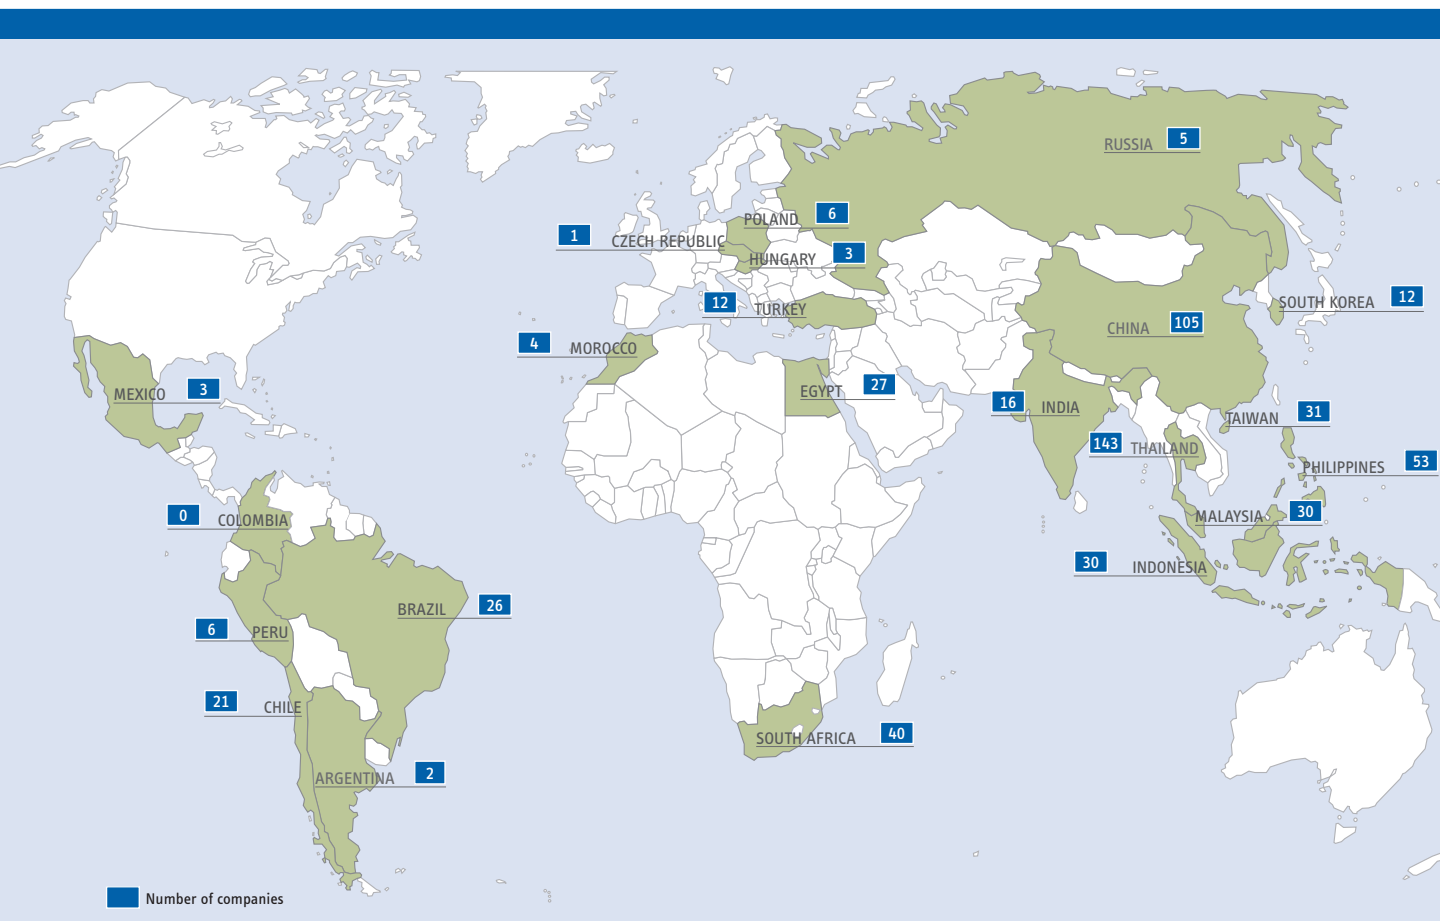 RUSSIA 5
POLAND 6
1 CZECH REPUBLIC
HUNGARY 3
12 TURKEY
SOUTH KOREA 12
CHINA 105
4 MOROCCO
MEXICO 3
EGYPT 27
16 INDIA
TAIWAN 31
143 THAILAND
PHILIPPINES 53
0 COLOMBIA
MALAYSIA 30
30 INDONESIA
BRAZIL 26
6 PERU
21 CHILE
SOUTH AFRICA 40
ARGENTINA 2
Number of companies